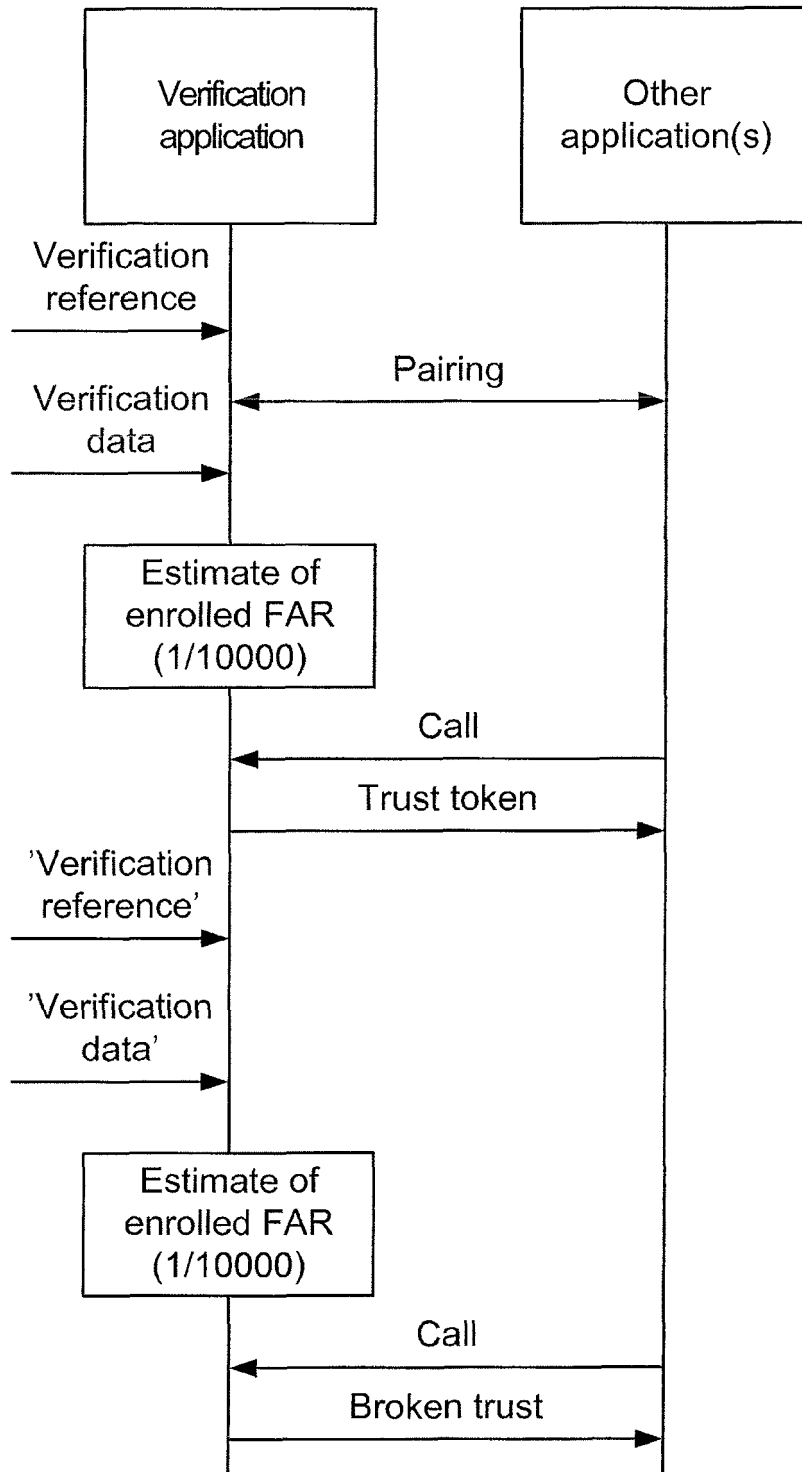 Verification
application
Other
application(s)
Verification
reference
Pairing
Verification
data
Estimate of
enrolled FAR
(1/10000)
Call
Trust token
’Verification
reference’
’Verification
data’
Estimate of
enrolled FAR
(1/10000)
Call
Broken trust